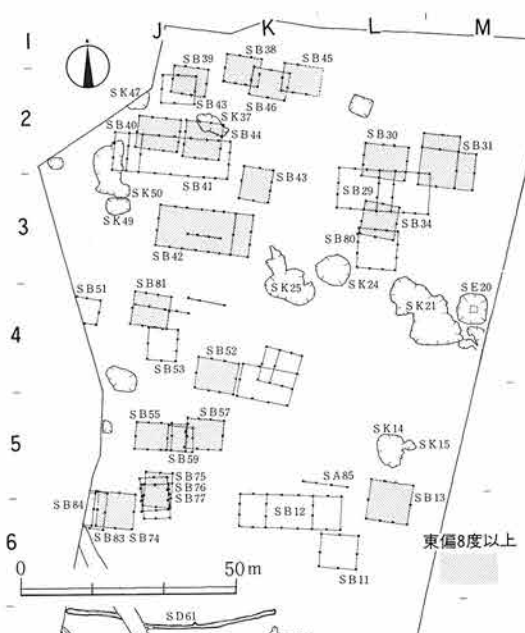 J K L M
1
SB39 SB38 SB45
SK47 SB43 SK37 SB46
2
SB40 SB44 SB30 SB31
SB41 SB43 SB29
SK50
SK49
3
SB42 SB80 SB34
SK25 SK24
SB51 SB81 SK21 SE20
4
SB53 SB52
SK14
SB55 SB57 SK15
5
SB59
SB75 SA85
SB76
SB77
SB84 SB12 SB13
SB83 SB74
6
SB11
東偏8度以上
0 50m
SD61